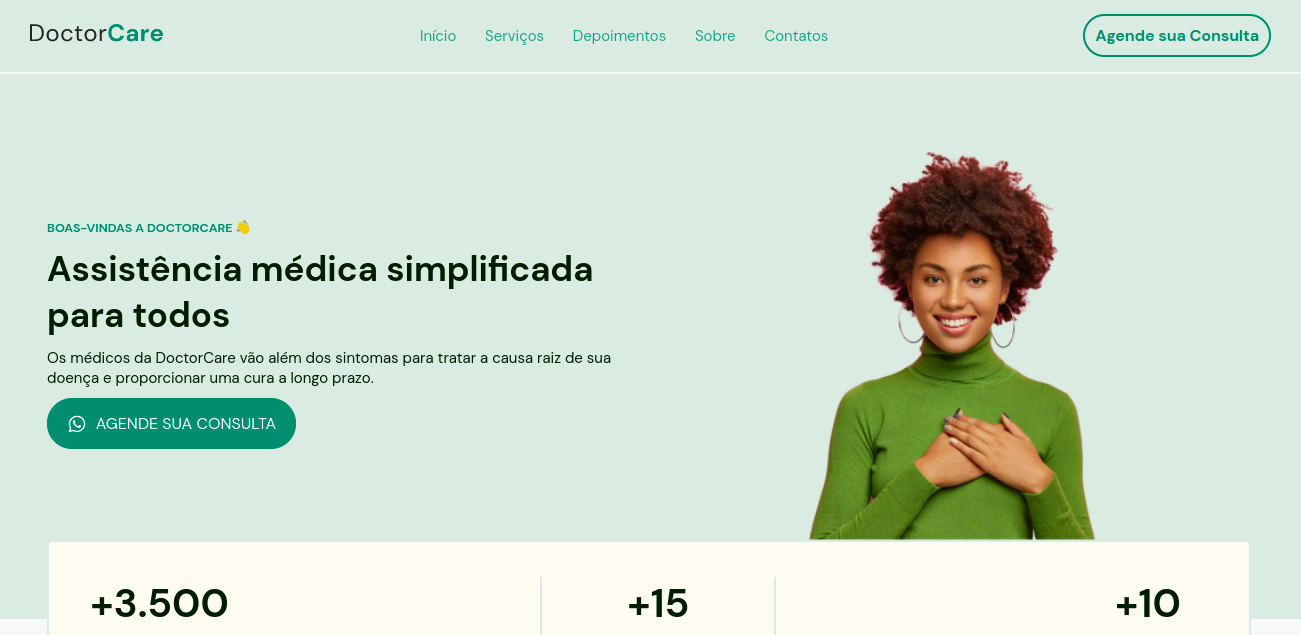 DoctorCare
Início Serviços Depoimentos Sobre Contatos
Agende sua Consulta
BOAS-VINDAS A DOCTORCARE 👋
Assistência médica simplificada
para todos
Os médicos da DoctorCare vão além dos sintomas para tratar a causa raiz de sua
doença e proporcionar uma cura a longo prazo.
AGENDE SUA CONSULTA
+3.500
+15
+10